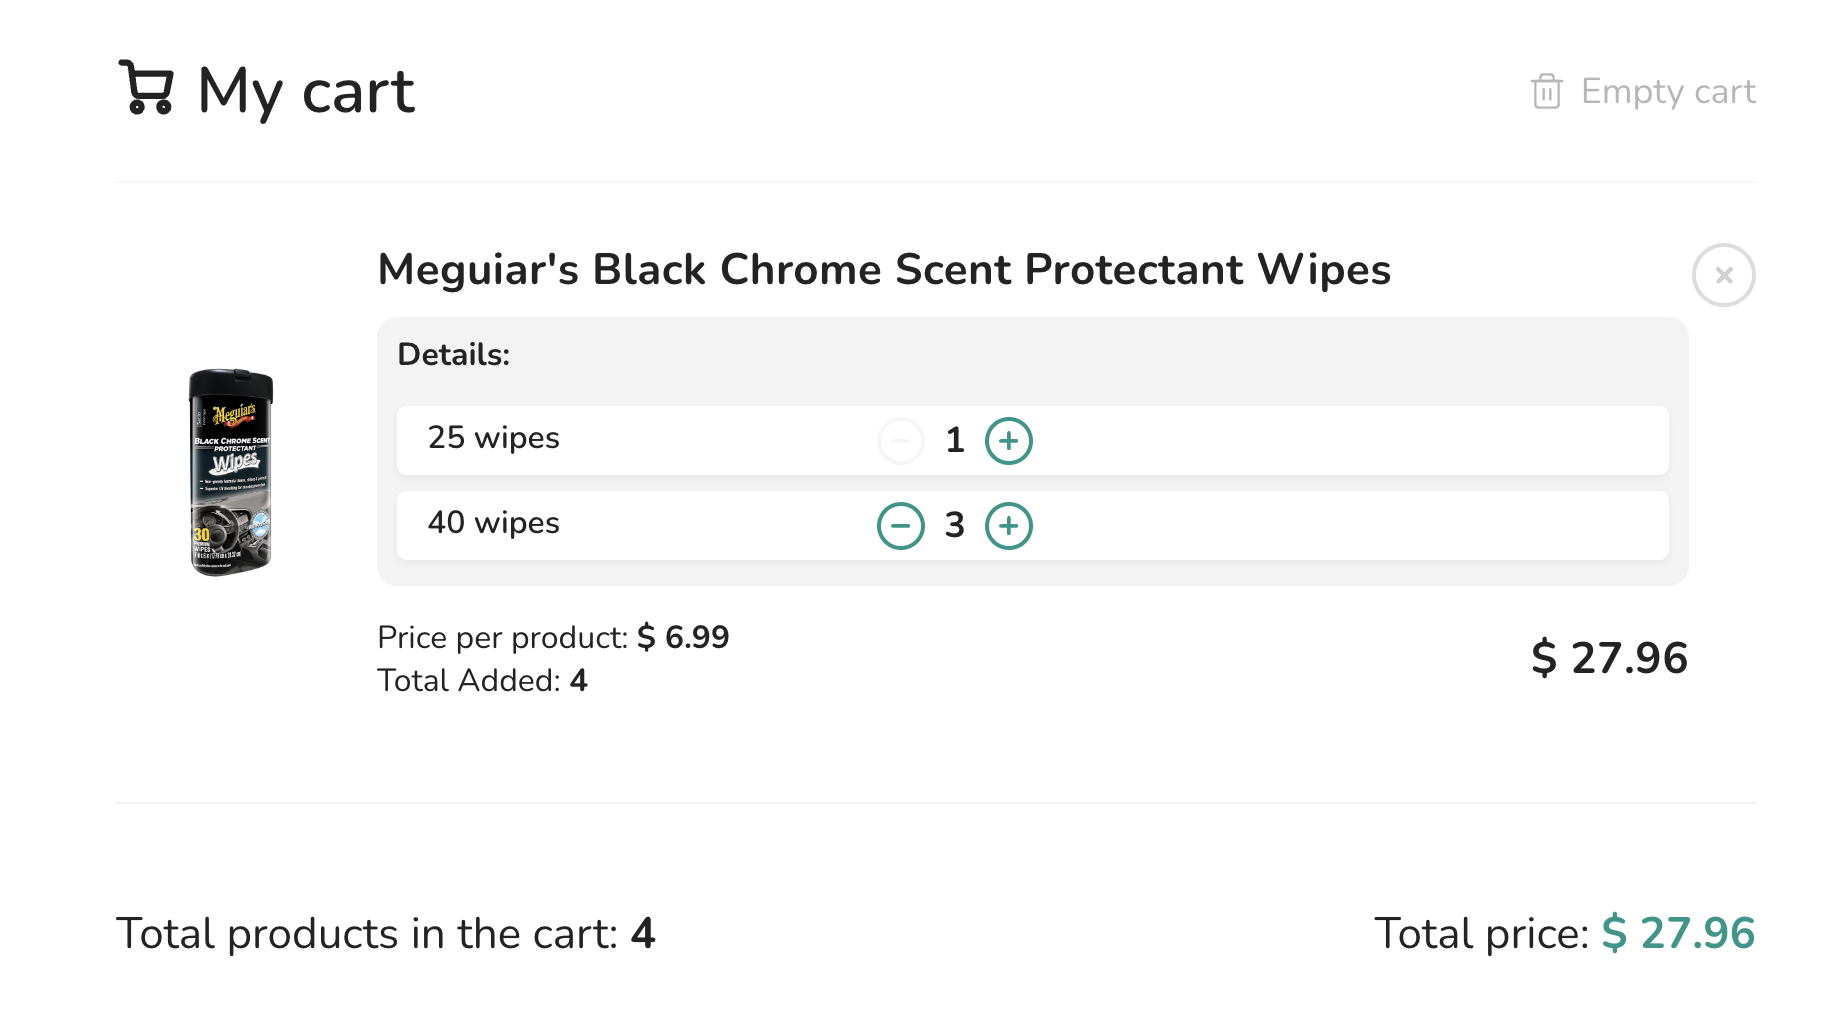 My cart
Empty cart
Meguiar's Black Chrome Scent Protectant Wipes
Details:
25 wipes 1
40 wipes 3
Meguiar's
BLACK CHROME SCENT
PROTECTANT
Wipes
30
WIPES
Price per product: $ 6.99
Total Added: 4
$ 27.96
Total products in the cart: 4
Total price: $ 27.96